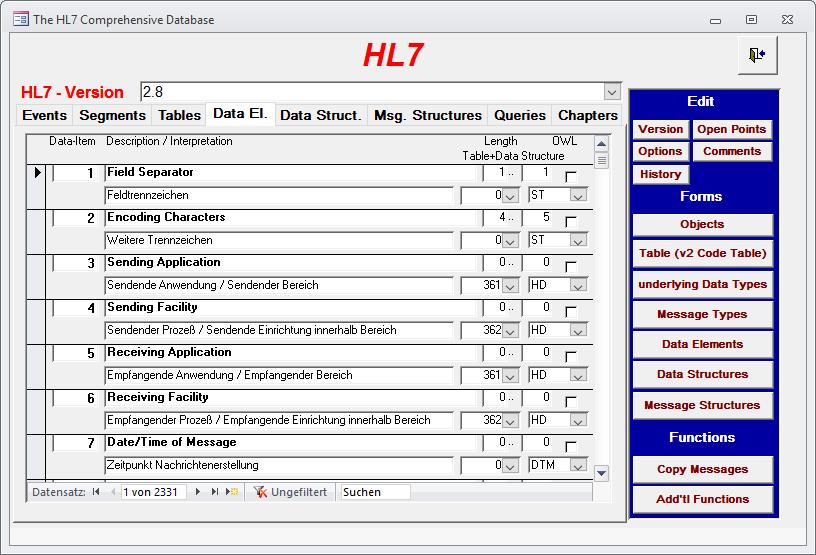 The HL7 Comprehensive Database
HL7
HL7 - Version 2.8
Events Segments Tables Data El. Data Struct. Msg. Structures Queries Chapters
Data-Item Description / Interpretation Length OWL
Table+Data Structure
1 Field Separator 1 .. 1
Feldtrennzeichen 0 ST
2 Encoding Characters 4 .. 5
Weitere Trennzeichen 0 ST
3 Sending Application 0 .. 0
Sendende Anwendung / Sendender Bereich 361 HD
4 Sending Facility 0 .. 0
Sendender Prozeß / Sendende Einrichtung innerhalb Bereich 362 HD
5 Receiving Application 0 .. 0
Empfangende Anwendung / Empfangender Bereich 361 HD
6 Receiving Facility 0 .. 0
Empfangender Prozeß / Empfangende Einrichtung innerhalb Bereich 362 HD
7 Date/Time of Message 0 .. 0
Zeitpunkt Nachrichtenerstellung 0 DTM
Datensatz: 1 von 2331 Ungefiltert Suchen
Edit
Version Open Points
Options Comments
History
Forms
Objects
Table (v2 Code Table)
underlying Data Types
Message Types
Data Elements
Data Structures
Message Structures
Functions
Copy Messages
Add'tl Functions